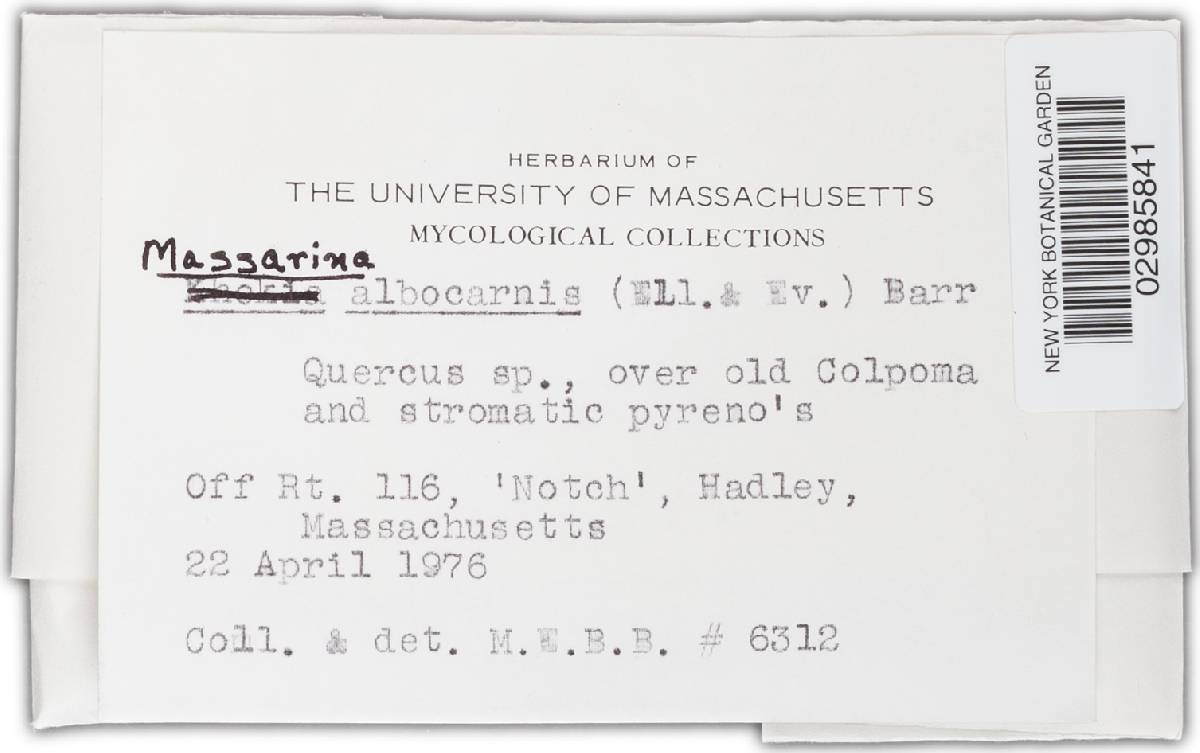 HERBARIUM OF
THE UNIVERSITY OF MASSACHUSETTS
MYCOLOGICAL COLLECTIONS
Massarina
albocarnis (Ell.& Ev.) Barr
Quercus sp., over old Colpoma
and stromatic pyreno's
Off Rt. 116, 'Notch', Hadley,
Massachusetts
22 April 1976
Coll. & det. M.E.B.B. # 6312
NEW YORK BOTANICAL GARDEN
02985841